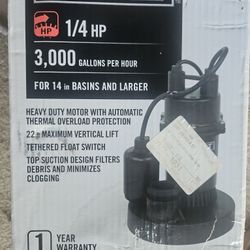 HP
1/4 HP
3,000 GALLONS PER HOUR
FOR 14 in BASINS AND LARGER
HEAVY DUTY MOTOR WITH AUTOMATIC
THERMAL OVERLOAD PROTECTION
MAXIMUM VERTICAL LIFT
TETHERED FLOAT SWITCH
TOP SUCTION DESIGN FILTERS
DEBRIS AND MINIMIZES
CLOGGING
1 YEAR
WARRANTY